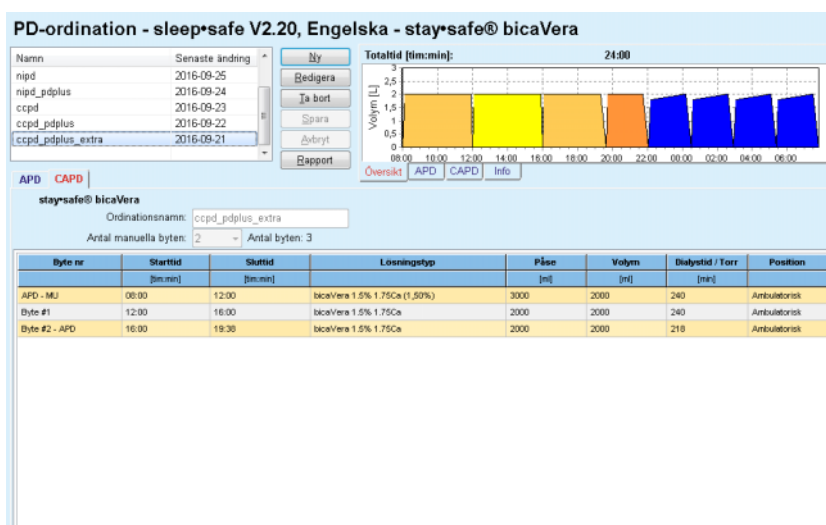 PD-ordination - sleep•safe V2.20, Engelska - stay•safe® bicaVera
Namn Senaste ändring
nipd 2016-09-25
nipd_pdplus 2016-09-24
ccpd 2016-09-23
ccpd_pdplus 2016-09-22
ccpd_pdplus_extra 2016-09-21
Ny
Redigera
Ta bort
Spara
Avbryt
Rapport
Totaltid [tim:min]: 24:00
Volym [L]
3
2,5
2
1,5
1
0,5
0
08:00 10:00 12:00 14:00 16:00 18:00 20:00 22:00 00:00 02:00 04:00 06:00
Översikt APD CAPD Info
APD CAPD
stay•safe® bicaVera
Ordinationsnamn: ccpd_pdplus_extra
Antal manuella byten: 2 Antal byten: 3
Byte nr Starttid Sluttid Lösningstyp Påse Volym Dialystid / Torr Position
[tim:min] [tim:min] [ml] [ml] [min]
APD - MU 08:00 12:00 bicaVera 1.5% 1.75Ca (1,50%) 3000 2000 240 Ambulatorisk
Byte #1 12:00 16:00 bicaVera 1.5% 1.75Ca 2000 2000 240 Ambulatorisk
Byte #2 - APD 16:00 19:38 bicaVera 1.5% 1.75Ca 2000 2000 218 Ambulatorisk